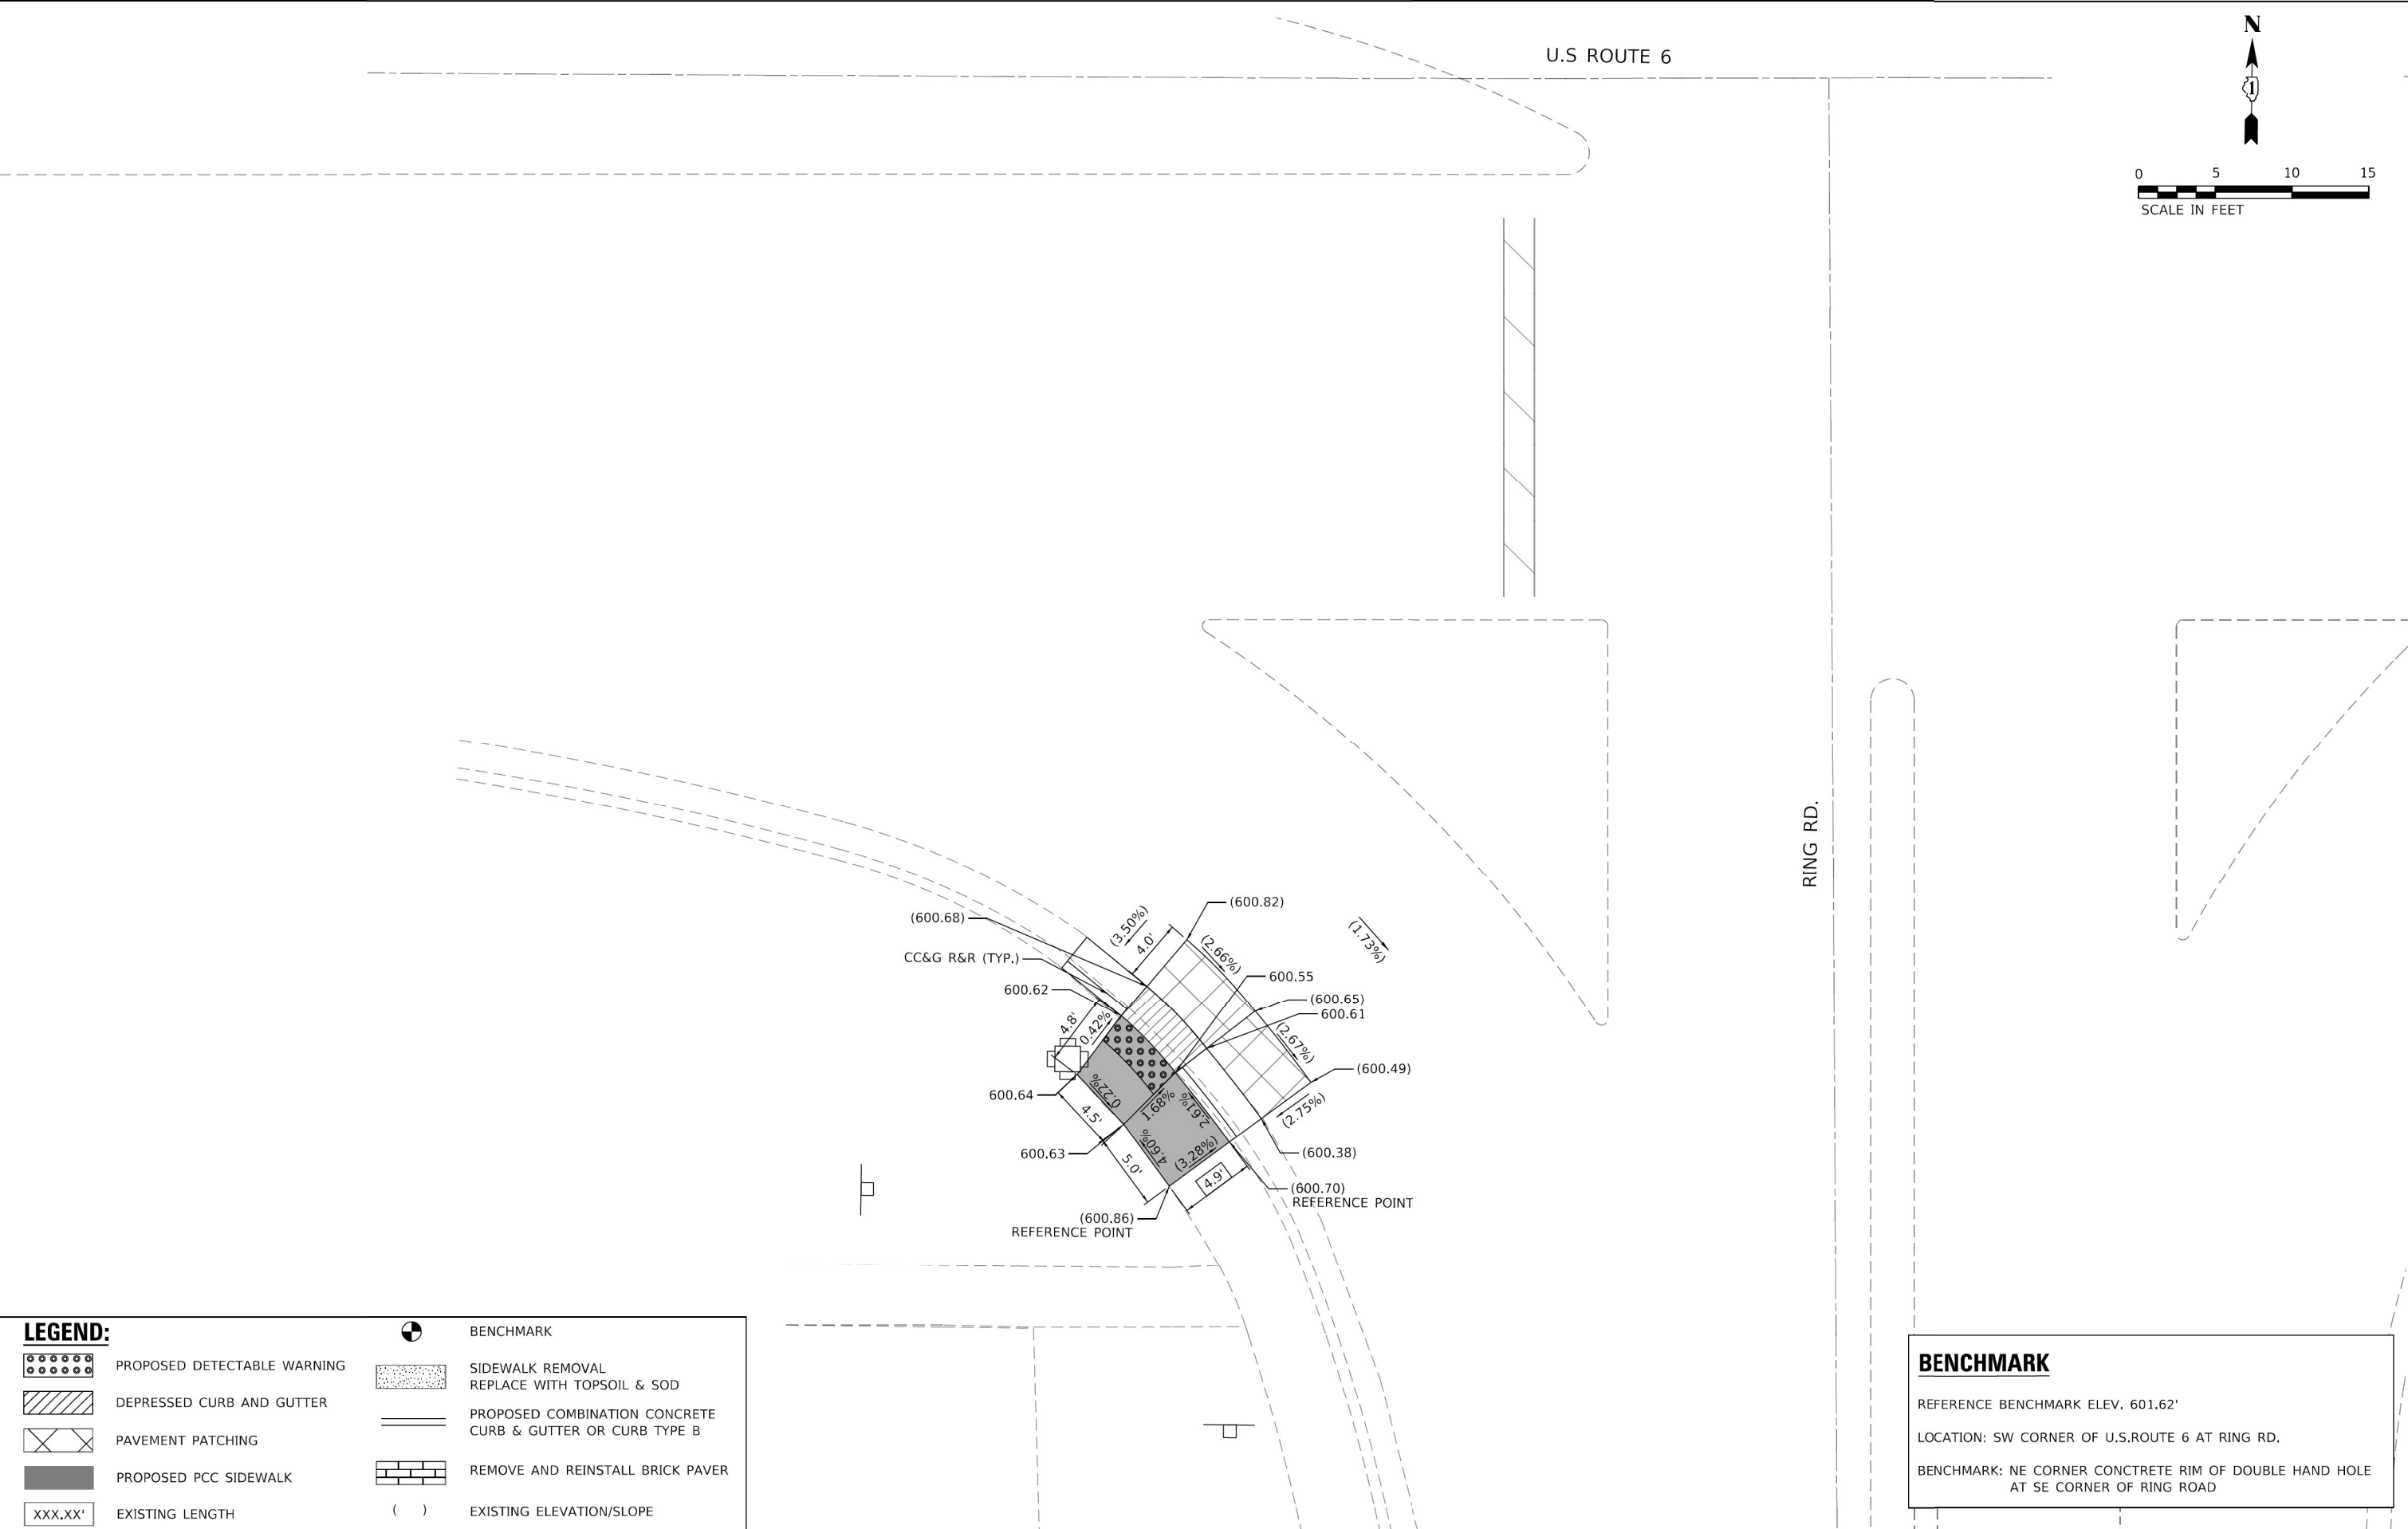 N
U.S ROUTE 6
1
0 5 10 15
SCALE IN FEET
RING RD.
(600.82)
(600.68)
(3.50%)
4.0'
(2.66%)
(1.73%)
CC&G R&R (TYP.)
600.55
600.62
(600.65)
600.61
4.8'
0.42%
(2.67%)
(600.49)
600.64
0.22%
1.68%
2.61%
(2.75%)
4.5'
4.60%
(3.28%)
600.63
(600.38)
5.0'
4.9'
(600.70)
REFERENCE POINT
(600.86)
REFERENCE POINT
LEGEND:
PROPOSED DETECTABLE WARNING
DEPRESSED CURB AND GUTTER
PAVEMENT PATCHING
PROPOSED PCC SIDEWALK
XXX.XX' EXISTING LENGTH
BENCHMARK
SIDEWALK REMOVAL
REPLACE WITH TOPSOIL & SOD
PROPOSED COMBINATION CONCRETE
CURB & GUTTER OR CURB TYPE B
REMOVE AND REINSTALL BRICK PAVER
( ) EXISTING ELEVATION/SLOPE
BENCHMARK
REFERENCE BENCHMARK ELEV. 601.62'
LOCATION: SW CORNER OF U.S.ROUTE 6 AT RING RD.
BENCHMARK: NE CORNER CONCTRETE RIM OF DOUBLE HAND HOLE
AT SE CORNER OF RING ROAD